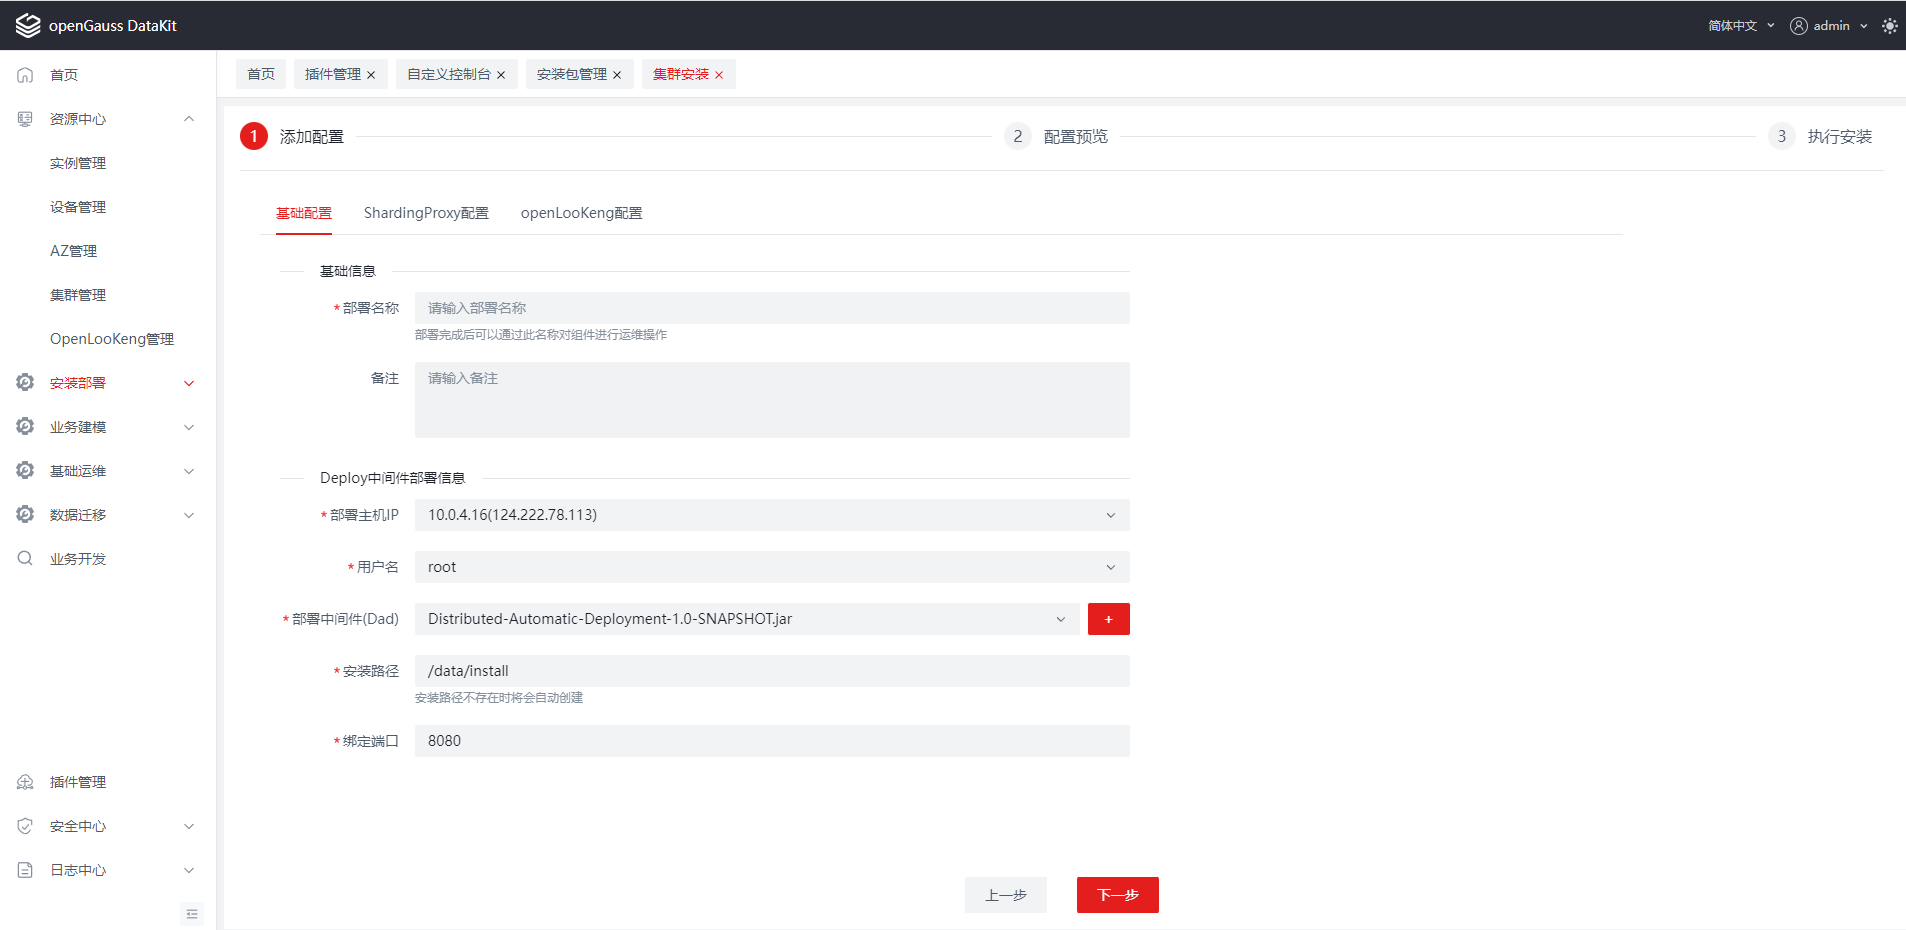 openGauss DataKit
简体中文
admin
首页
资源中心
实例管理
设备管理
AZ管理
集群管理
OpenLooKeng管理
安装部署
业务建模
基础运维
数据迁移
业务开发
插件管理
安全中心
日志中心
首页 插件管理 × 自定义控制台 × 安装包管理 × 集群安装 ×
1 添加配置 2 配置预览 3 执行安装
基础配置 ShardingProxy配置 openLooKeng配置
基础信息
*部署名称 请输入部署名称
部署完成后可以通过此名称对组件进行运维操作
备注 请输入备注
Deploy中间件部署信息
*部署主机IP 10.0.4.16(124.222.78.113)
*用户名 root
*部署中间件(Dad) Distributed-Automatic-Deployment-1.0-SNAPSHOT.jar +
*安装路径 /data/install
安装路径不存在时将会自动创建
*绑定端口 8080
上一步 下一步